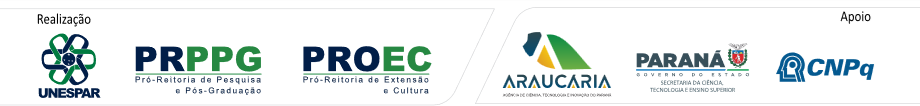 Realização
UNESPAR
PRPPG
Pró-Reitoria de Pesquisa
e Pós-Graduação
PROEC
Pró-Reitoria de Extensão
e Cultura
Apoio
ARAUCÁRIA
AGÊNCIA DE CIÊNCIA, TECNOLOGIA E INOVAÇÃO DO PARANÁ
PARANÁ
GOVERNO DO ESTADO
SECRETARIA DA CIÊNCIA,
TECNOLOGIA E ENSINO SUPERIOR
CNPq